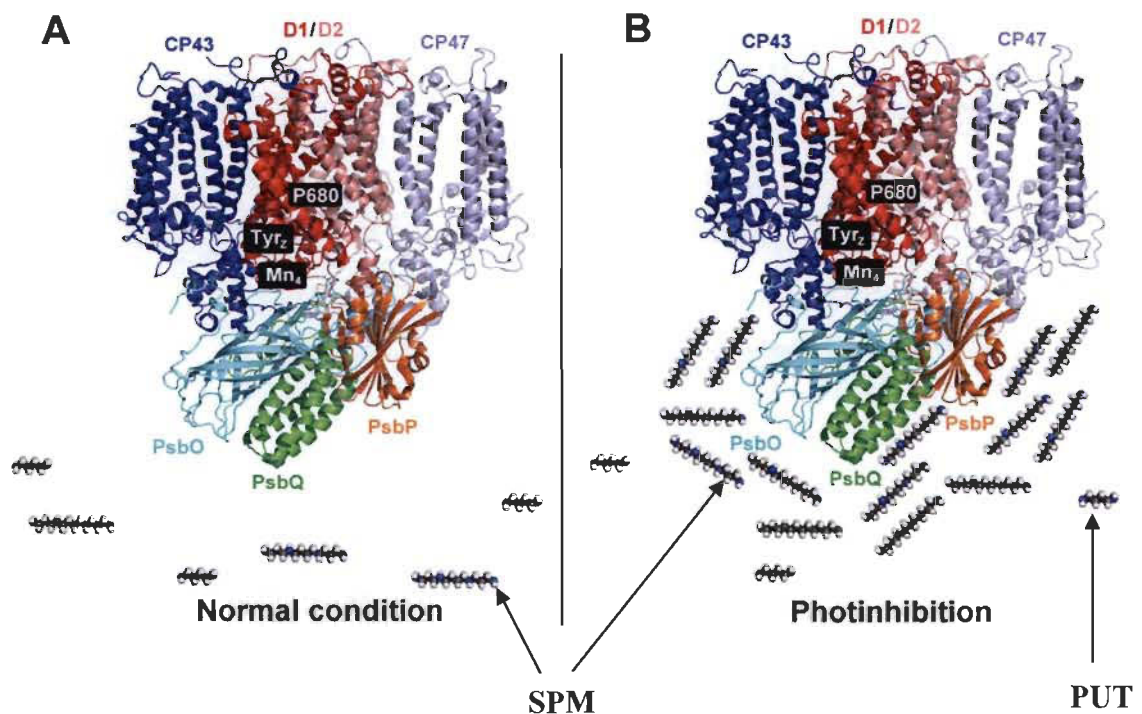 A
CP43
D1/D2
CP47
P680
Tyrz
Mn4
PsbO
PsbQ
PsbP
Normal condition
B
CP43
D1/D2
CP47
P680
Tyrz
Mn4
PsbO
PsbQ
PsbP
Photinhibition
SPM
PUT